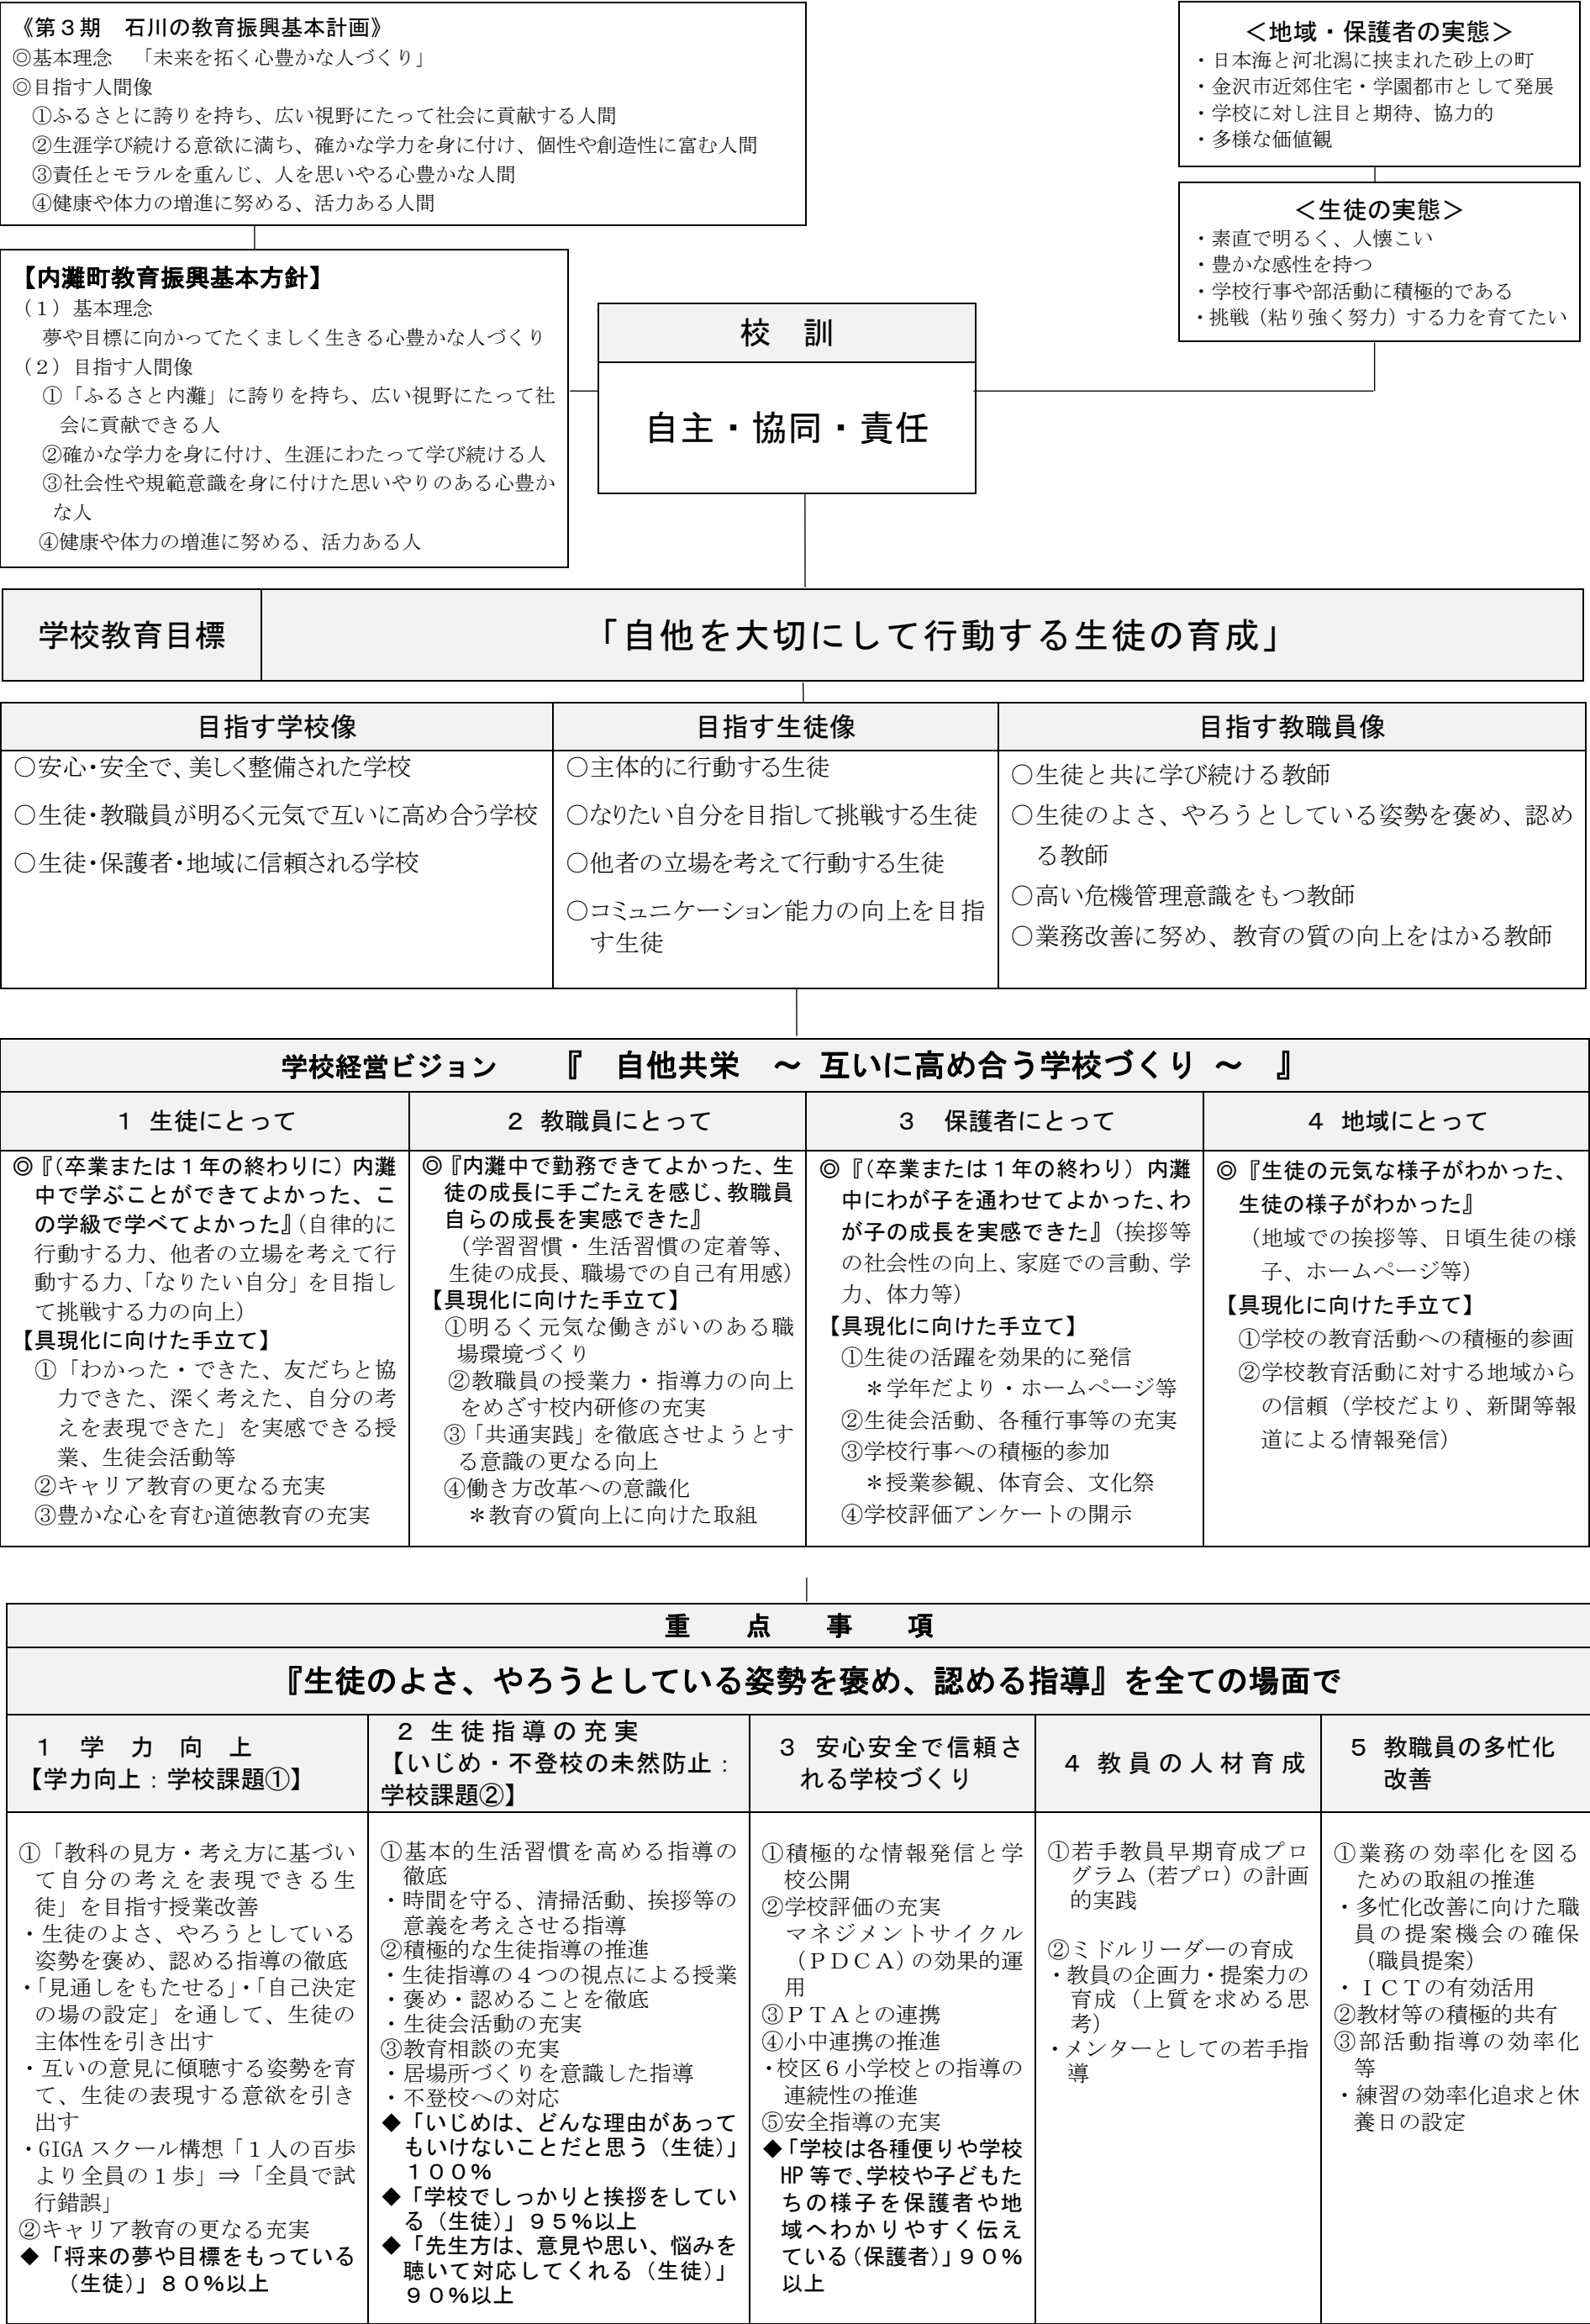 《第３期　石川の教育振興基本計画》
◎基本理念　「未来を拓く心豊かな人づくり」
◎目指す人間像
①ふるさとに誇りを持ち、広い視野にたって社会に貢献する人間
②生涯学び続ける意欲に満ち、確かな学力を身に付け、個性や創造性に富む人間
③責任とモラルを重んじ、人を思いやる心豊かな人間
④健康や体力の増進に努める、活力ある人間
＜地域・保護者の実態＞
・日本海と河北潟に挟まれた砂上の町
・金沢市近郊住宅・学園都市として発展
・学校に対し注目と期待、協力的
・多様な価値観
＜生徒の実態＞
・素直で明るく、人懐こい
・豊かな感性を持つ
・学校行事や部活動に積極的である
・挑戦（粘り強く努力）する力を育てたい
【内灘町教育振興基本方針】
（１）基本理念
夢や目標に向かってたくましく生きる心豊かな人づくり
（２）目指す人間像
①「ふるさと内灘」に誇りを持ち、広い視野にたって社
会に貢献できる人
②確かな学力を身に付け、生涯にわたって学び続ける人
③社会性や規範意識を身に付けた思いやりのある心豊か
な人
④健康や体力の増進に努める、活力ある人
校　訓
自主・協同・責任
学校教育目標
「自他を大切にして行動する生徒の育成」
目指す学校像
○安心・安全で、美しく整備された学校
○生徒・教職員が明るく元気で互いに高め合う学校
○生徒・保護者・地域に信頼される学校
目指す生徒像
○主体的に行動する生徒
○なりたい自分を目指して挑戦する生徒
○他者の立場を考えて行動する生徒
○コミュニケーション能力の向上を目指
す生徒
目指す教職員像
○生徒と共に学び続ける教師
○生徒のよさ、やろうとしている姿勢を褒め、認め
る教師
○高い危機管理意識をもつ教師
○業務改善に努め、教育の質の向上をはかる教師
学校経営ビジョン　　『　自他共栄　～ 互いに高め合う学校づくり ～　』
１ 生徒にとって
◎『（卒業または１年の終わりに）内灘
中で学ぶことができてよかった、こ
の学級で学べてよかった』（自律的に
行動する力、他者の立場を考えて行
動する力、「なりたい自分」を目指し
て挑戦する力の向上）
【具現化に向けた手立て】
①「わかった・できた、友だちと協
力できた、深く考えた、自分の考
えを表現できた」を実感できる授
業、生徒会活動等
②キャリア教育の更なる充実
③豊かな心を育む道徳教育の充実
２ 教職員にとって
◎『内灘中で勤務できてよかった、生
徒の成長に手ごたえを感じ、教職員
自らの成長を実感できた』
（学習習慣・生活習慣の定着等、
生徒の成長、職場での自己有用感）
【具現化に向けた手立て】
①明るく元気な働きがいのある職
場環境づくり
②教職員の授業力・指導力の向上
をめざす校内研修の充実
③「共通実践」を徹底させようとす
る意識の更なる向上
④働き方改革への意識化
＊教育の質向上に向けた取組
３　保護者にとって
◎『（卒業または１年の終わり）内灘
中にわが子を通わせてよかった、わ
が子の成長を実感できた』（挨拶等
の社会性の向上、家庭での言動、学
力、体力等）
【具現化に向けた手立て】
①生徒の活躍を効果的に発信
＊学年だより・ホームページ等
②生徒会活動、各種行事等の充実
③学校行事への積極的参加
＊授業参観、体育会、文化祭
④学校評価アンケートの開示
４ 地域にとって
◎『生徒の元気な様子がわかった、
生徒の様子がわかった』
（地域での挨拶等、日頃生徒の様
子、ホームページ等）
【具現化に向けた手立て】
①学校の教育活動への積極的参画
②学校教育活動に対する地域から
の信頼（学校だより、新聞等報
道による情報発信）
重　点　事　項
『生徒のよさ、やろうとしている姿勢を褒め、認める指導』を全ての場面で
１ 学 力 向 上
【学力向上：学校課題①】
①「教科の見方・考え方に基づい
て自分の考えを表現できる生
徒」を目指す授業改善
・生徒のよさ、やろうとしている
姿勢を褒め、認める指導の徹底
・「見通しをもたせる」・「自己決定
の場の設定」を通して、生徒の
主体性を引き出す
・互いの意見に傾聴する姿勢を育
て、生徒の表現する意欲を引き
出す
・GIGA スクール構想「１人の百歩
より全員の１歩」⇒「全員で試
行錯誤」
②キャリア教育の更なる充実
◆「将来の夢や目標をもっている
（生徒）」８０％以上
２ 生徒指導の充実
【いじめ・不登校の未然防止：
学校課題②】
①基本的生活習慣を高める指導の
徹底
・時間を守る、清掃活動、挨拶等の
意義を考えさせる指導
②積極的な生徒指導の推進
・生徒指導の４つの視点による授業
・褒め・認めることを徹底
・生徒会活動の充実
③教育相談の充実
・居場所づくりを意識した指導
・不登校への対応
◆「いじめは、どんな理由があって
もいけないことだと思う（生徒）」
１００％
◆「学校でしっかりと挨拶をしてい
る（生徒）」９５％以上
◆「先生方は、意見や思い、悩みを
聴いて対応してくれる（生徒）」
９０％以上
３ 安心安全で信頼さ
れる学校づくり
①積極的な情報発信と学
校公開
②学校評価の充実
マネジメントサイクル
（ＰＤＣＡ）の効果的運
用
③ＰＴＡとの連携
④小中連携の推進
・校区６小学校との指導の
連続性の推進
⑤安全指導の充実
◆「学校は各種便りや学校
HP 等で、学校や子どもた
ちの様子を保護者や地
域へわかりやすく伝え
ている（保護者）」９０％
以上
４ 教員の人材育成
①若手教員早期育成プロ
グラム（若プロ）の計画
的実践
②ミドルリーダーの育成
・教員の企画力・提案力の
育成（上質を求める思
考）
・メンターとしての若手指
導
５ 教職員の多忙化
改善
①業務の効率化を図る
ための取組の推進
・多忙化改善に向けた職
員の提案機会の確保
（職員提案）
・ＩＣＴの有効活用
②教材等の積極的共有
③部活動指導の効率化
等
・練習の効率化追求と休
養日の設定